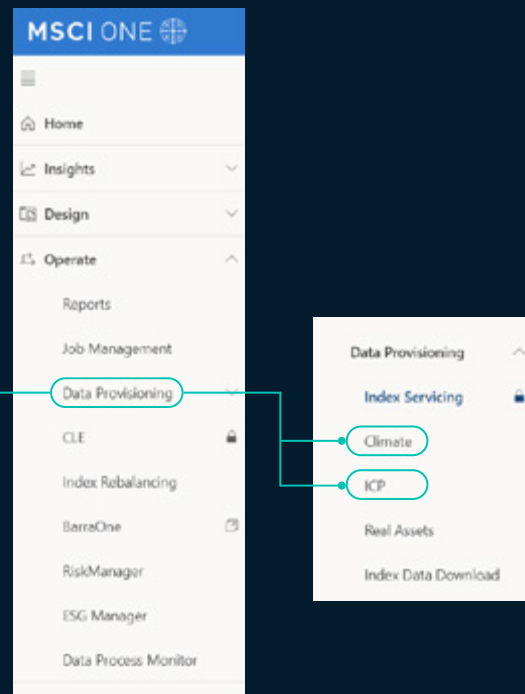 MSCI ONE
Home
Insights
Design
Operate
Reports
Job Management
Data Provisioning
CLE
Index Rebalancing
BarraOne
RiskManager
ESG Manager
Data Process Monitor
Data Provisioning
Index Servicing
Climate
ICP
Real Assets
Index Data Download